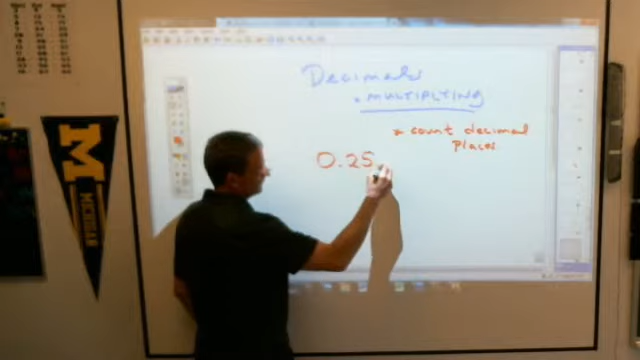 Decimals
• MULTIPLYING
* count decimal
places
0.25
M
MICHIGAN